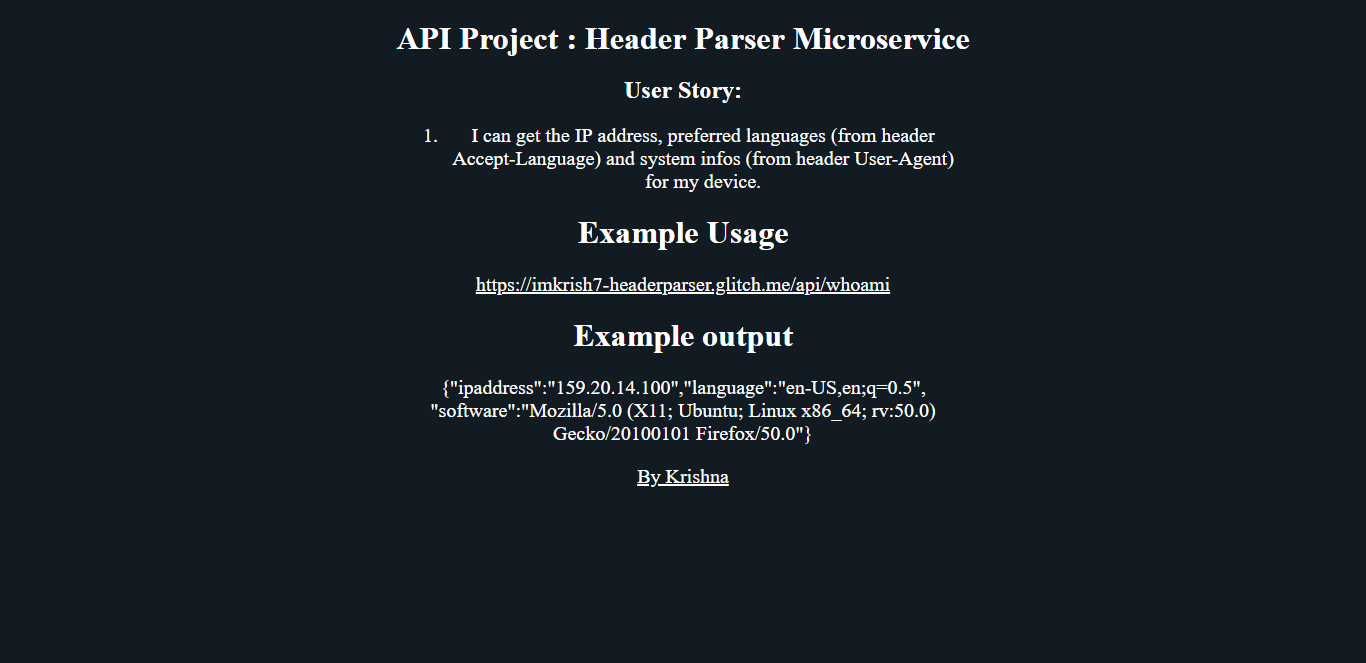 API Project : Header Parser Microservice
User Story:
1. I can get the IP address, preferred languages (from header
Accept-Language) and system infos (from header User-Agent)
for my device.
Example Usage
https://imkrish7-headerparser.glitch.me/api/whoami
Example output
{"ipaddress":"159.20.14.100","language":"en-US,en;q=0.5",
"software":"Mozilla/5.0 (X11; Ubuntu; Linux x86_64; rv:50.0)
Gecko/20100101 Firefox/50.0"}
By Krishna